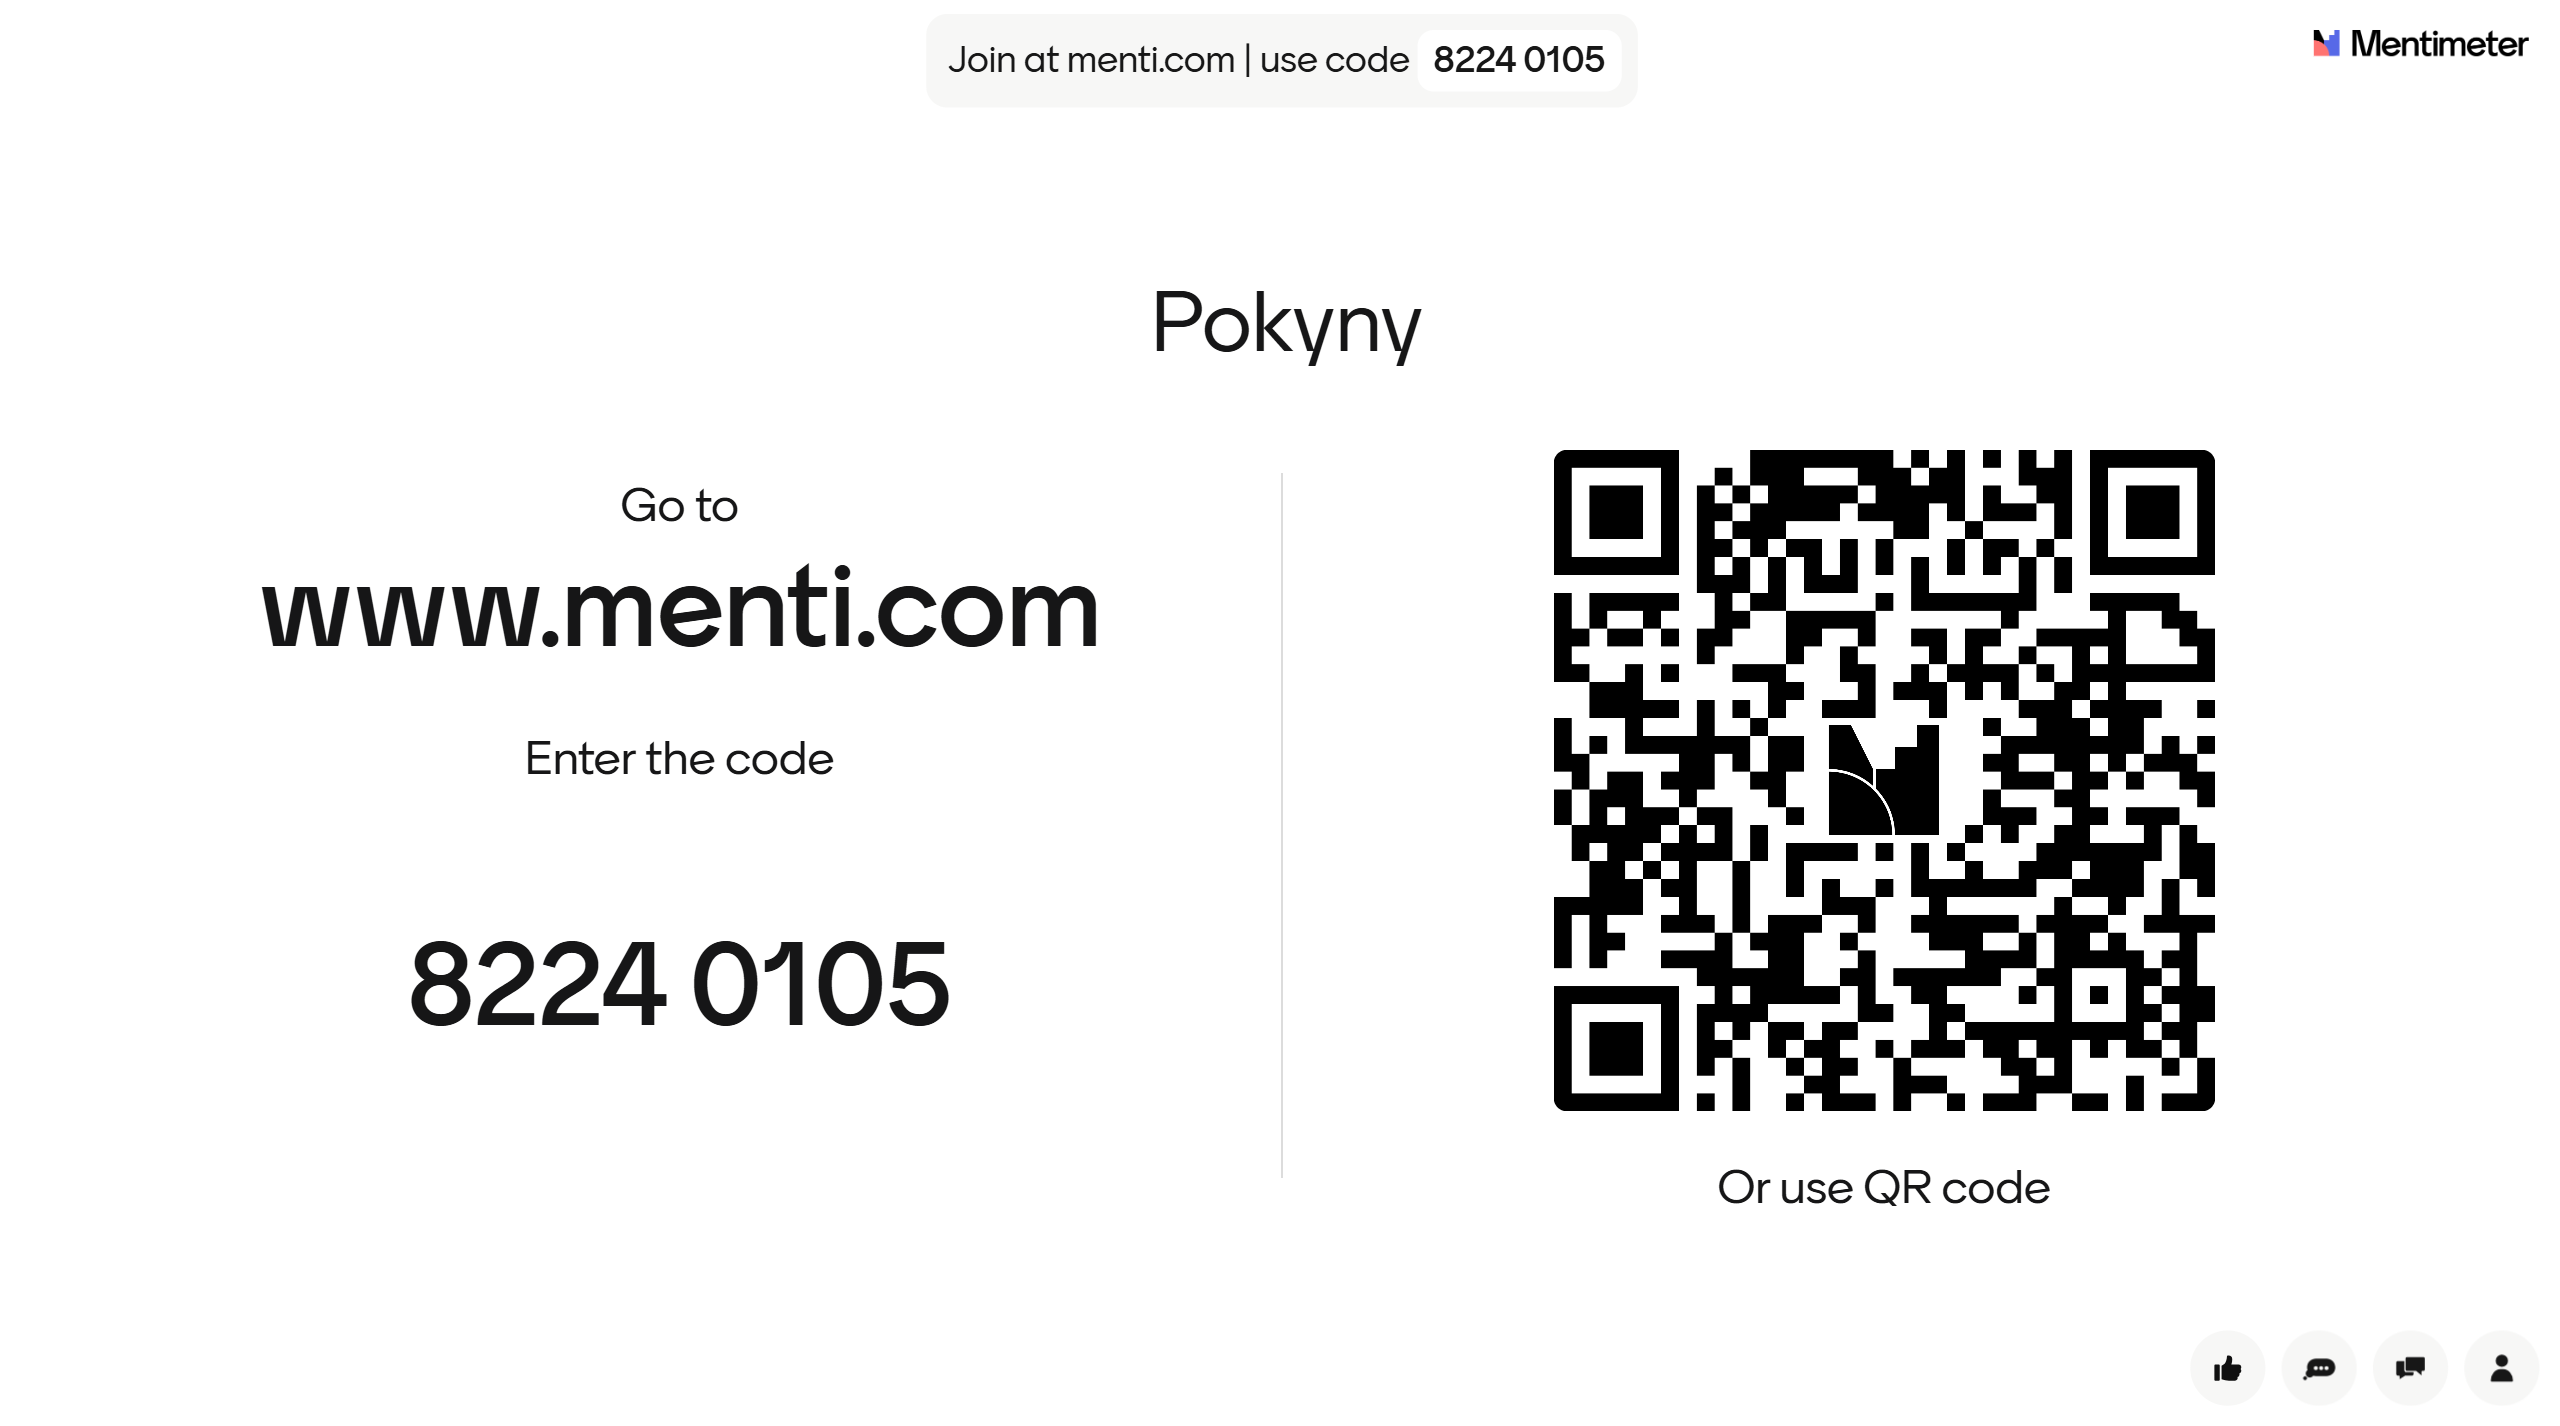 Join at menti.com | use code 8224 0105
Mentimeter
Pokyny
Go to
www.menti.com
Enter the code
8224 0105
Or use QR code